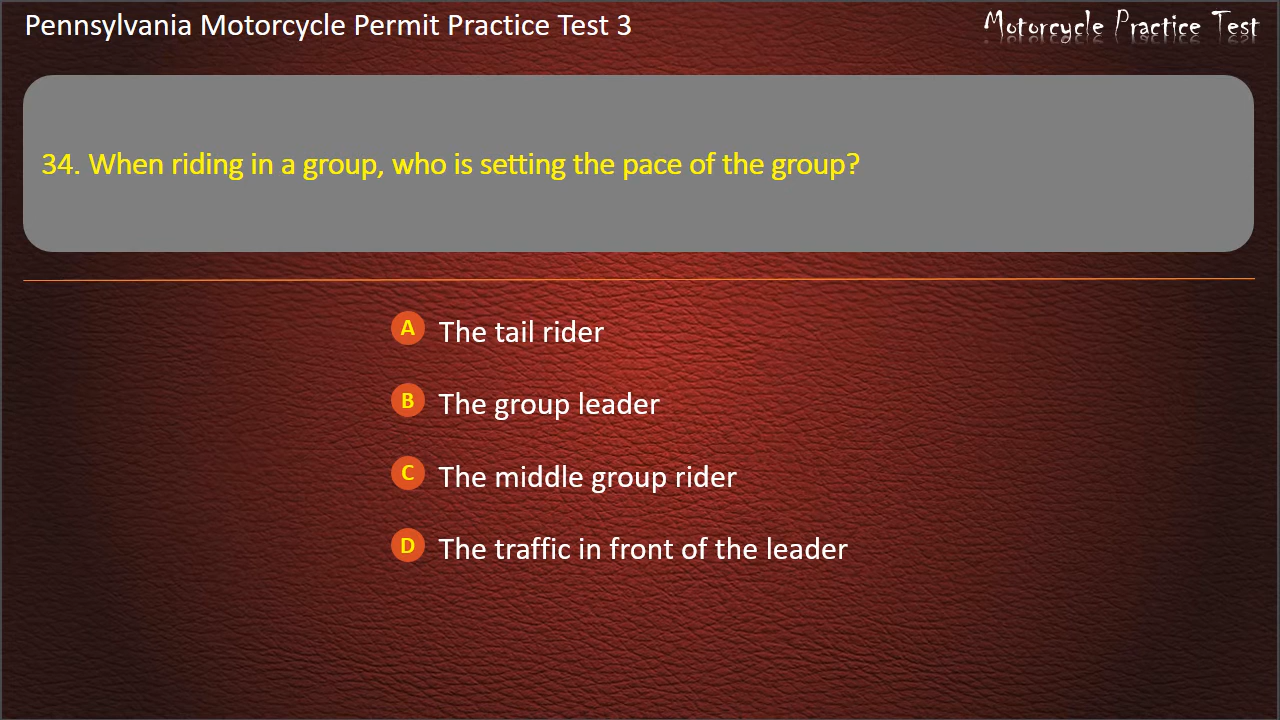 Pennsylvania Motorcycle Permit Practice Test 3
Motorcycle Practice Test
34. When riding in a group, who is setting the pace of the group?
A The tail rider
B The group leader
C The middle group rider
D The traffic in front of the leader